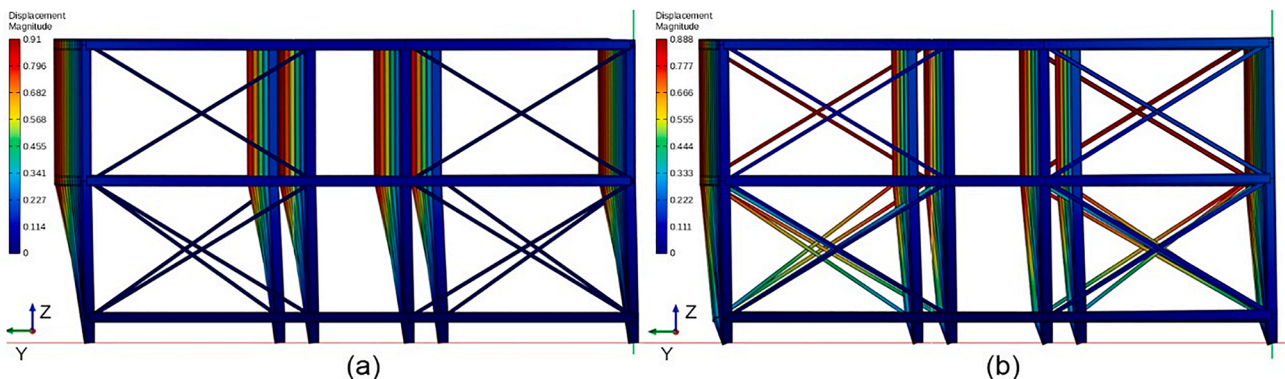 Displacement
Magnitude
0.91
0.796
0.682
0.568
0.455
0.341
0.227
0.114
0
Z
Y
(a)
Displacement
Magnitude
0.888
0.777
0.666
0.555
0.444
0.333
0.222
0.111
0
Z
Y
(b)